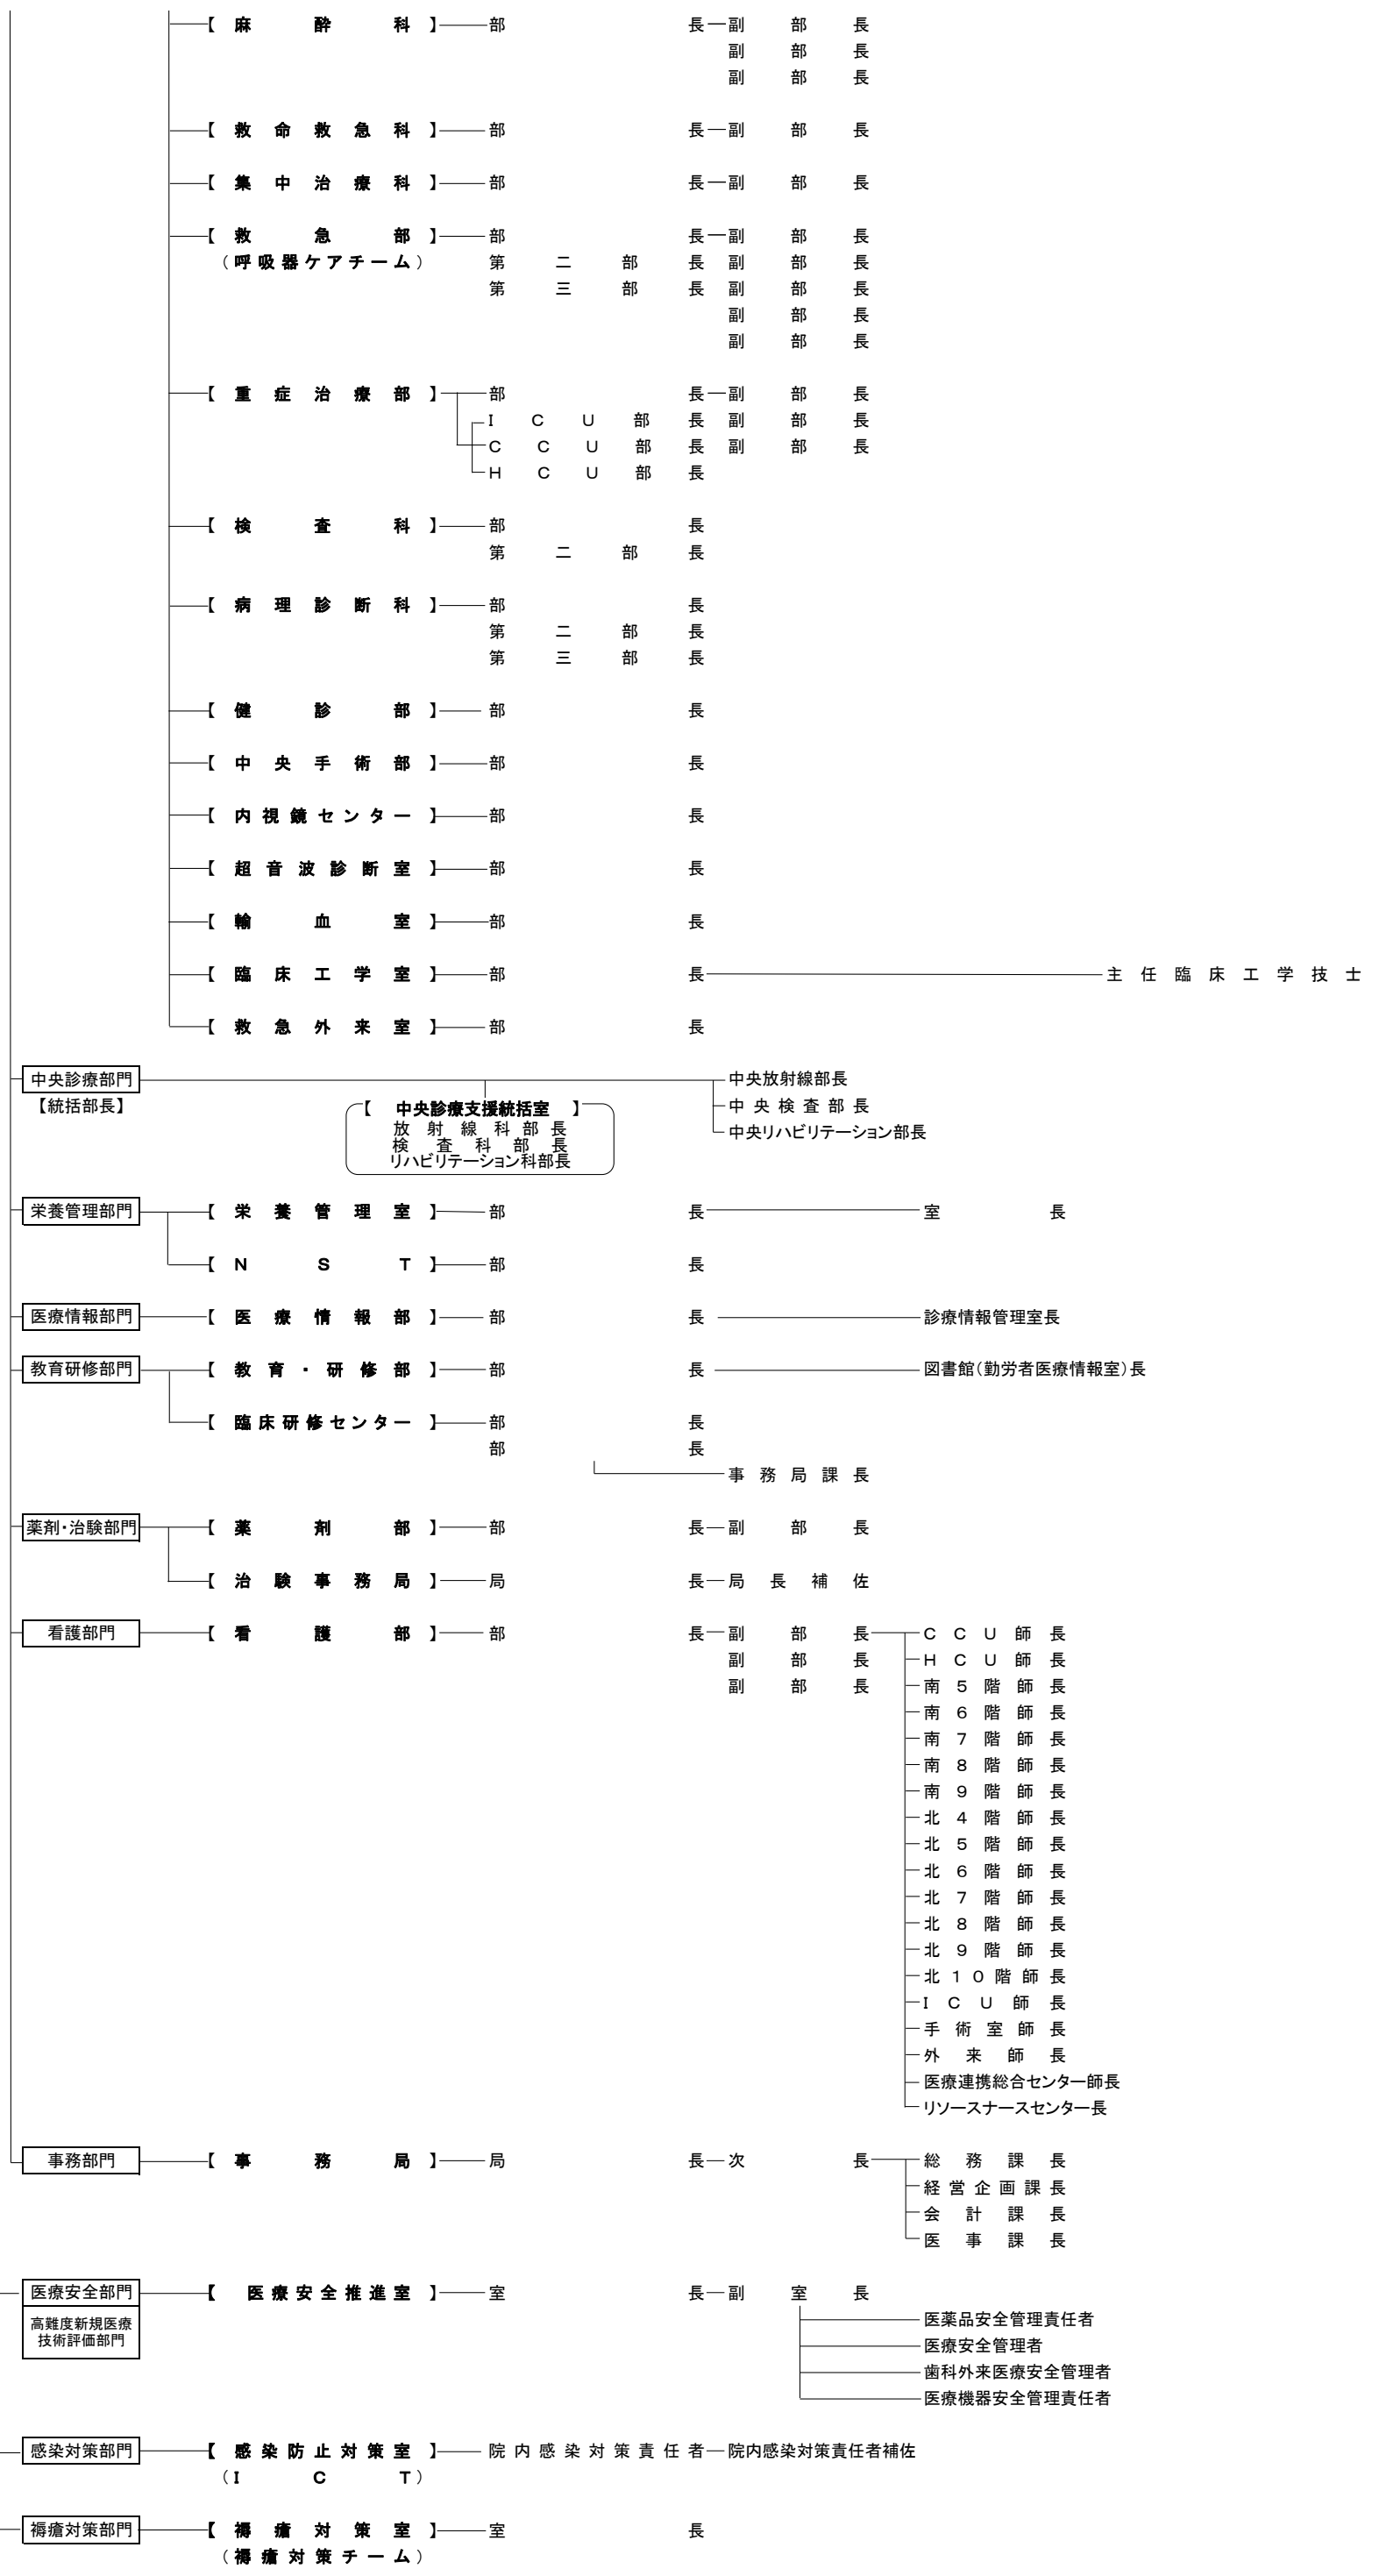 【麻酔科】部長 副部長
副部長
副部長
【救命救急科】部長 副部長
【集中治療科】部長 副部長
【救急部】部長 副部長
（呼吸器ケアチーム） 第二部長 副部長
第三部長 副部長
副部長
副部長
【重症治療部】部長 副部長
ICU部長 副部長
CCU部長 副部長
HCU部長
【検査科】部長
第二部長
【病理診断科】部長
第二部長
第三部長
【健診部】部長
【中央手術部】部長
【内視鏡センター】部長
【超音波診断室】部長
【輸血室】部長
【臨床工学室】部長 主任臨床工学技士
【救急外来室】部長
中央診療部門 中央放射線部長
【統括部長】 【中央診療支援統括室】 中央検査部長
放射線科部長 中央リハビリテーション部長
検査科部長
リハビリテーション科部長
栄養管理部門 【栄養管理室】部長 室長
【NST】部長
医療情報部門 【医療情報部】部長 診療情報管理室長
教育研修部門 【教育・研修部】部長 図書館（勤労者医療情報室）長
【臨床研修センター】部長
部長
事務局課長
薬剤・治験部門 【薬剤部】部長 副部長
【治験事務局】局長 局長補佐
看護部門 【看護部】部長 副部長 CCU師長
副部長 HCU師長
副部長 南5階師長
南6階師長
南7階師長
南8階師長
南9階師長
北4階師長
北5階師長
北6階師長
北7階師長
北8階師長
北9階師長
北10階師長
ICU師長
手術室師長
外来師長
医療連携総合センター師長
リソースナースセンター長
事務部門 【事務局】局長 次長 総務課長
経営企画課長
会計課長
医事課長
医療安全部門 【医療安全推進室】室長 副室長
高難度新規医療 医薬品安全管理責任者
技術評価部門 医療安全管理者
歯科外来医療安全管理者
医療機器安全管理責任者
感染対策部門 【感染防止対策室】院内感染対策責任者 院内感染対策責任者補佐
（ICT）
褥瘡対策部門 【褥瘡対策室】室長
（褥瘡対策チーム）